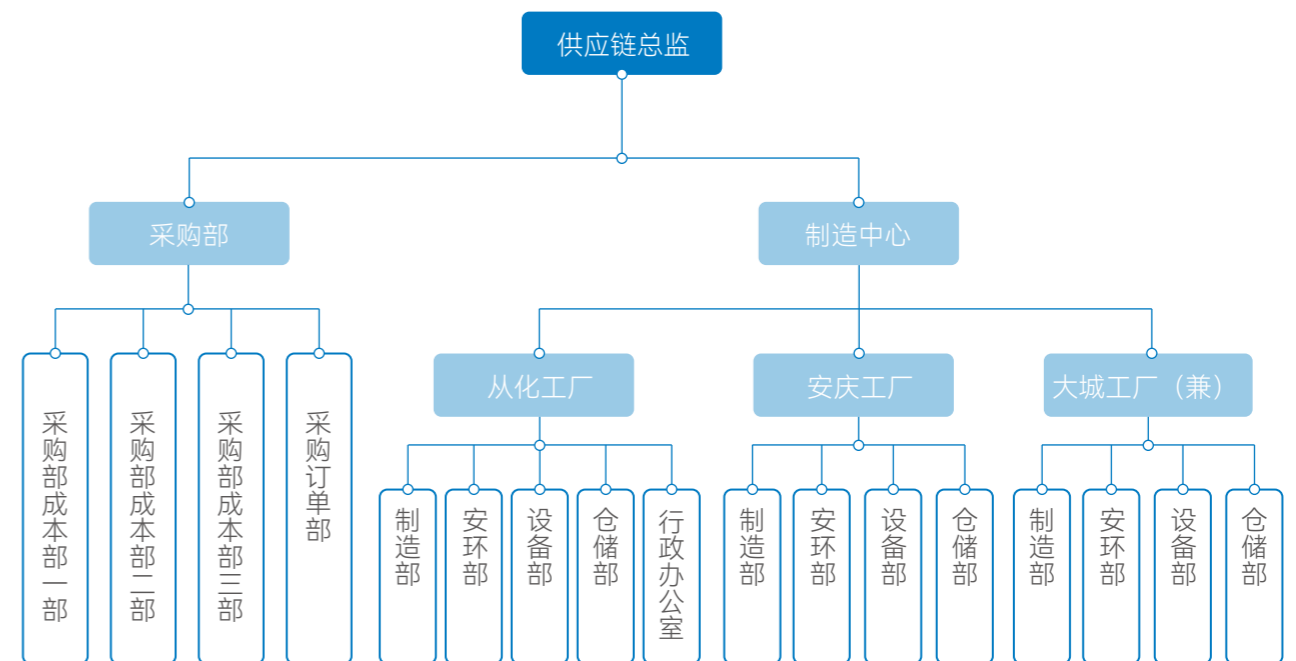 供应链总监
采购部
制造中心
从化工厂
安庆工厂
大城工厂（兼）
采购部成本部一部
采购部成本部二部
采购部成本部三部
采购订单部
制造部
安环部
设备部
仓储部
行政办公室
制造部
安环部
设备部
仓储部
制造部
安环部
设备部
仓储部